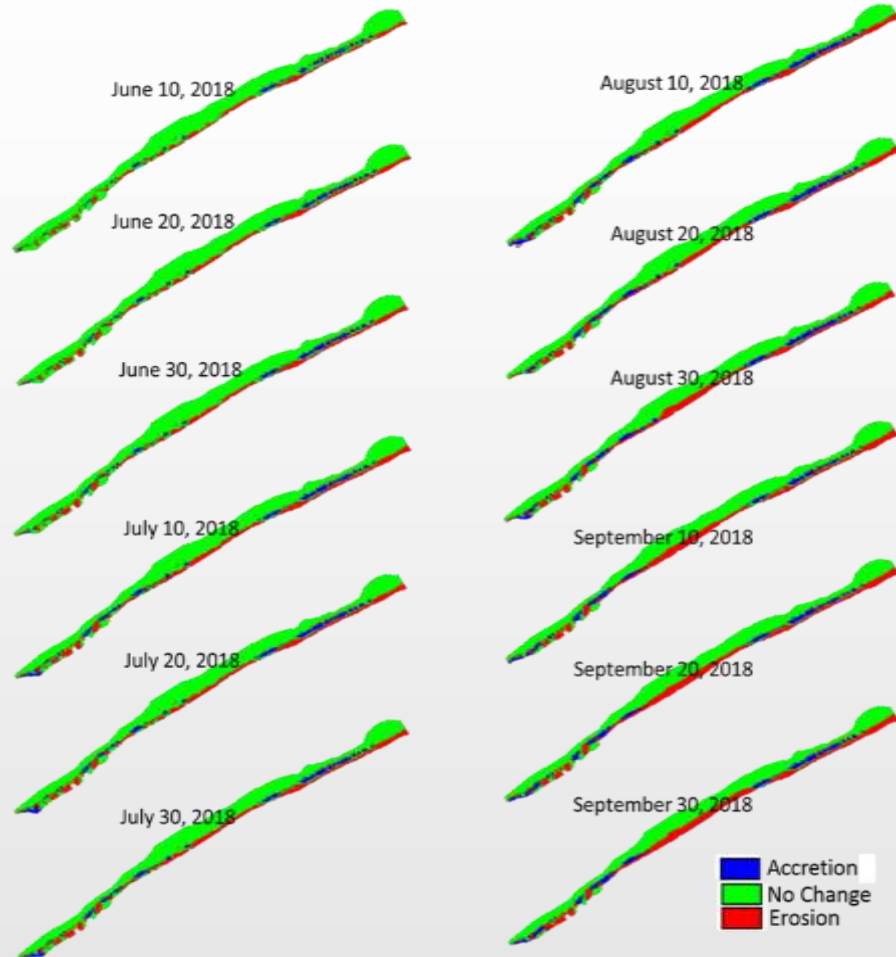 June 10, 2018
June 20, 2018
June 30, 2018
July 10, 2018
July 20, 2018
July 30, 2018
August 10, 2018
August 20, 2018
August 30, 2018
September 10, 2018
September 20, 2018
September 30, 2018
Accretion
No Change
Erosion